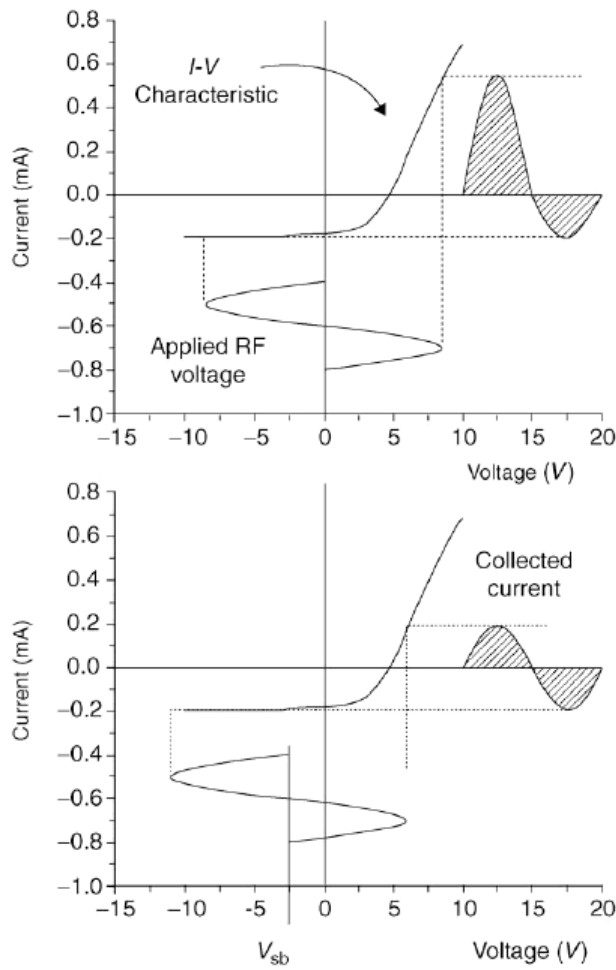 0.8
0.6
0.4
0.2
0.0
−0.2
−0.4
−0.6
−0.8
−1.0
Current (mA)
I-V
Characteristic
Applied RF
voltage
−15 −10 −5 0 5 10 15 20
Voltage (V)
0.8
0.6
0.4
0.2
0.0
−0.2
−0.4
−0.6
−0.8
−1.0
Current (mA)
Collected
current
-15 -10 -5 0 5 10 15 20
Vsb
Voltage (V)